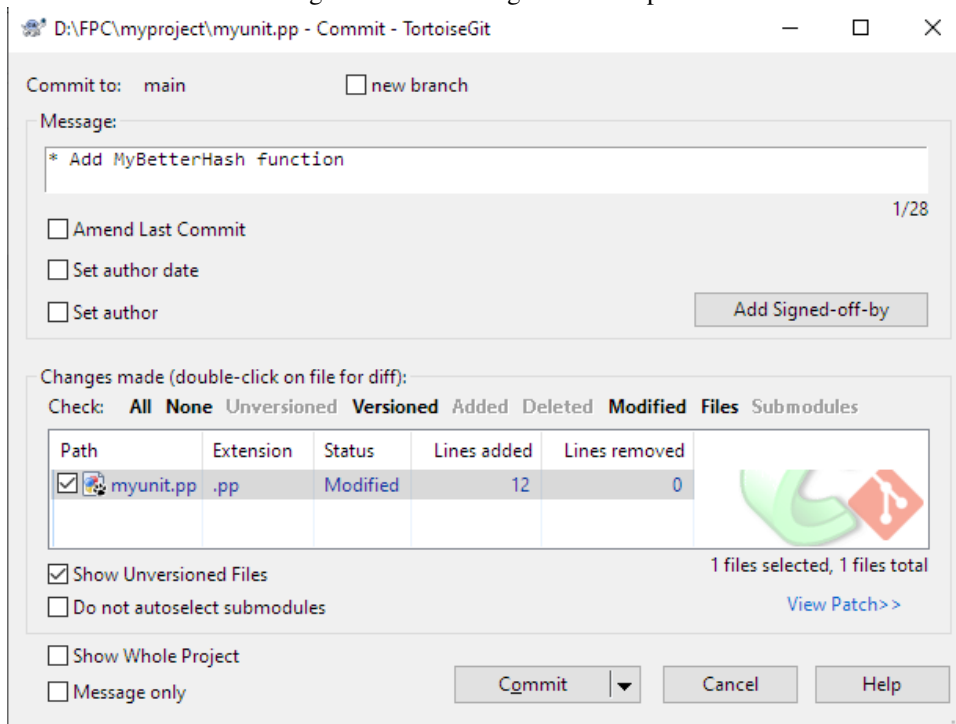 D:\FPC\myproject\myunit.pp - Commit - TortoiseGit
Commit to: main new branch
Message:
* Add MyBetterHash function
1/28
Amend Last Commit
Set author date
Set author
Add Signed-off-by
Changes made (double-click on file for diff):
Check: All None Unversioned Versioned Added Deleted Modified Files Submodules
Path Extension Status Lines added Lines removed
myunit.pp .pp Modified 12 0
1 files selected, 1 files total
Show Unversioned Files
Do not autoselect submodules
View Patch>>
Show Whole Project
Message only
Commit Cancel Help